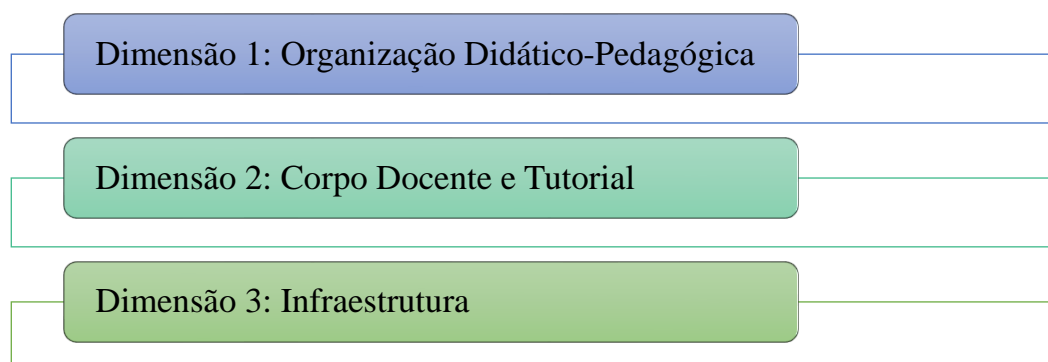 Dimensão 1: Organização Didático-Pedagógica
Dimensão 2: Corpo Docente e Tutorial
Dimensão 3: Infraestrutura